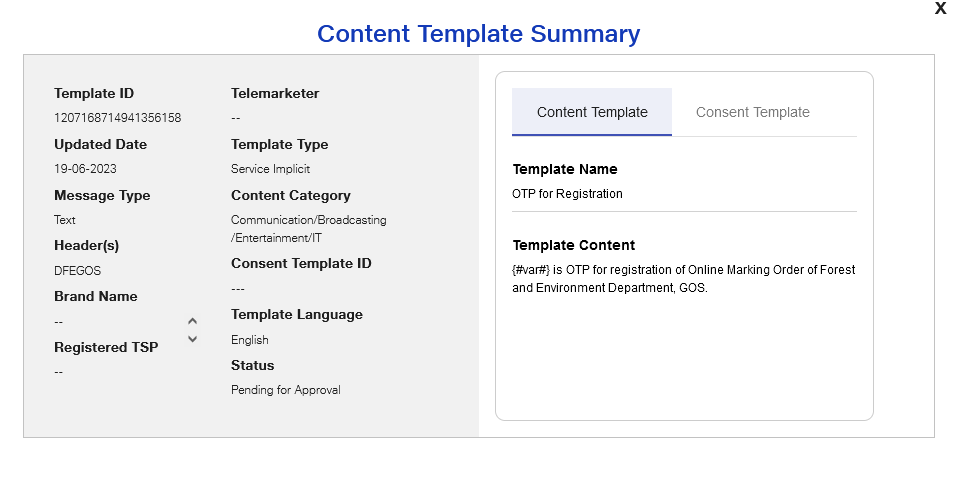 X
Content Template Summary
Template ID
1207168714941356158
Updated Date
19-06-2023
Message Type
Text
Header(s)
DFEGOS
Brand Name
--
Registered TSP
--
Telemarketer
--
Template Type
Service Implicit
Content Category
Communication/Broadcasting
/Entertainment/IT
Consent Template ID
---
Template Language
English
Status
Pending for Approval
Content Template
Consent Template
Template Name
OTP for Registration
Template Content
{#var#} is OTP for registration of Online Marking Order of Forest
and Environment Department, GOS.